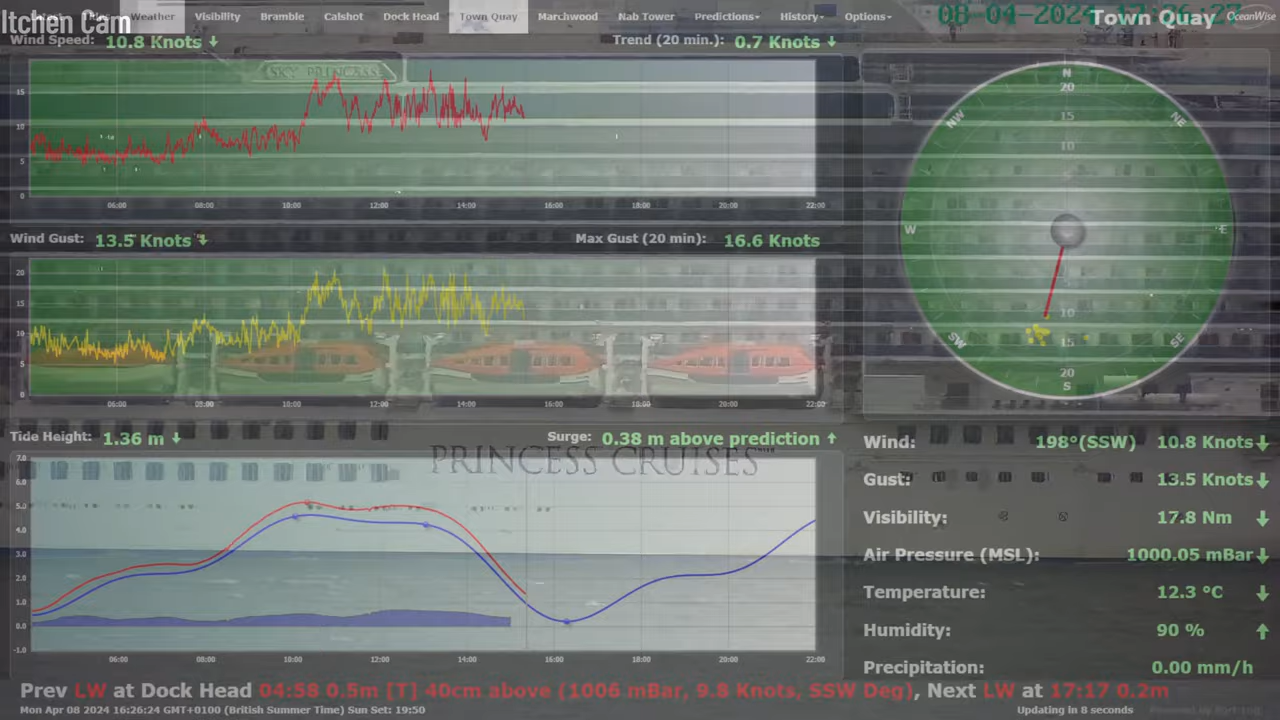 Itchen Cam
Weather Visibility Bramble Calshot Dock Head Town Quay Marchwood Nab Tower Predictions History Options
08-04-2024
Town Quay
OceanWise
Wind Speed: 10.8 Knots
Trend (20 min.): 0.7 Knots
SKY PRINCESS
15
10
5
0
06:00 08:00 10:00 12:00 14:00 16:00 18:00 20:00 22:00
Wind Gust: 13.5 Knots
Max Gust (20 min): 16.6 Knots
20
15
10
5
0
06:00 08:00 10:00 12:00 14:00 16:00 18:00 20:00 22:00
N
20
15
10
NW
NE
W
E
10
15
SW
SE
20
S
Tide Height: 1.36 m
Surge: 0.38 m above prediction
PRINCESS CRUISES
7.0
6.0
5.0
4.0
3.0
2.0
1.0
0.0
-1.0
06:00 08:00 10:00 12:00 14:00 16:00 18:00 20:00 22:00
Wind: 198°(SSW) 10.8 Knots
Gust: 13.5 Knots
Visibility: 17.8 Nm
Air Pressure (MSL): 1000.05 mBar
Temperature: 12.3 °C
Humidity: 90 %
Precipitation: 0.00 mm/h
Prev LW at Dock Head 04:58 0.5m [T] 40cm above (1006 mBar, 9.8 Knots, SSW Deg), Next LW at 17:17 0.2m
Mon Apr 08 2024 16:26:24 GMT+0100 (British Summer Time) Sun Set: 19:50
Updating in 8 seconds